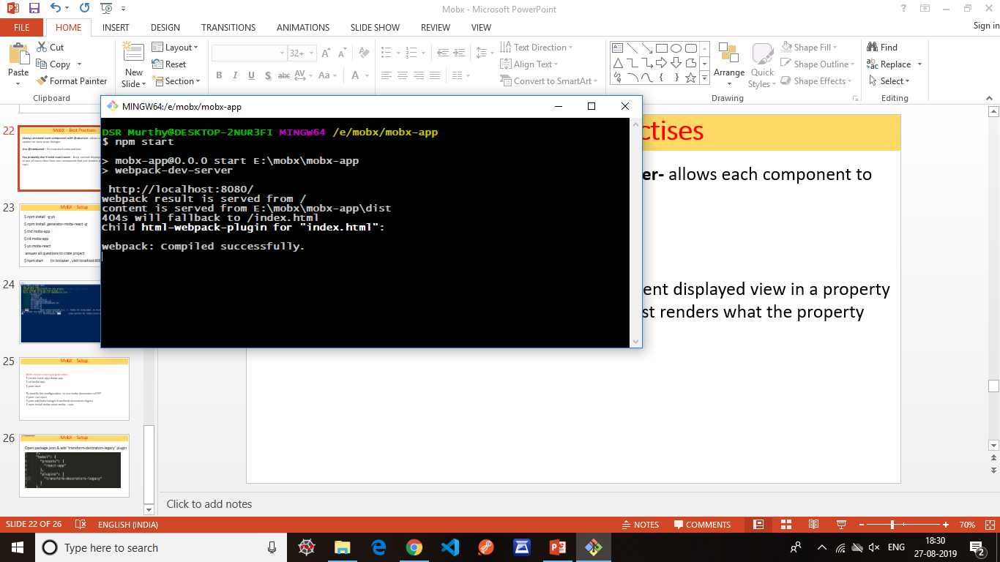 Mobx - Microsoft PowerPoint
FILE
HOME
INSERT
DESIGN
TRANSITIONS
ANIMATIONS
SLIDE SHOW
REVIEW
VIEW
Sign in
Paste
Cut
Copy
Format Painter
Clipboard
New
Slide
Layout
Reset
Section
32+
Text Direction
Align Text
Convert to SmartArt
Arrange
Quick
Styles
Shape Fill
Shape Outline
Shape Effects
Drawing
Find
Replace
Select
Editing
MINGW64:/e/mobx/mobx-app
DSR Murthy@DESKTOP-2NUR3FI MINGW64 /e/mobx/mobx-app
$ npm start
> mobx-app@0.0.0 start E:\mobx\mobx-app
> webpack-dev-server
http://localhost:8080/
webpack result is served from /
content is served from E:\mobx\mobx-app\dist
404s will fallback to /index.html
Child html-webpack-plugin for "index.html":
webpack: Compiled successfully.
ctises
er- allows each component to
ent displayed view in a property
st renders what the property
22
MobX – Best Practises
23
MobX - Setup
$ npm install -g yo
$ npm install generator-mobx-react -g
$ md mobx-app
$ cd mobx-app
$ yo mobx-react
answer all questions to crate project
$ npm start (in browser , visit localhost:808
24
25
MobX - Setup
$ cd mobx-app
26
MobX - Setup
Open package.json & add 'transform-decorators-legacy' plugin
"babel": {
"presets": [
"react-app"
],
"plugins": [
"transform-decorators-legacy"
]
Click to add notes
SLIDE 22 OF 26
ENGLISH (INDIA)
NOTES
COMMENTS
70%
Type here to search
ENG
18:30
27-08-2019
2